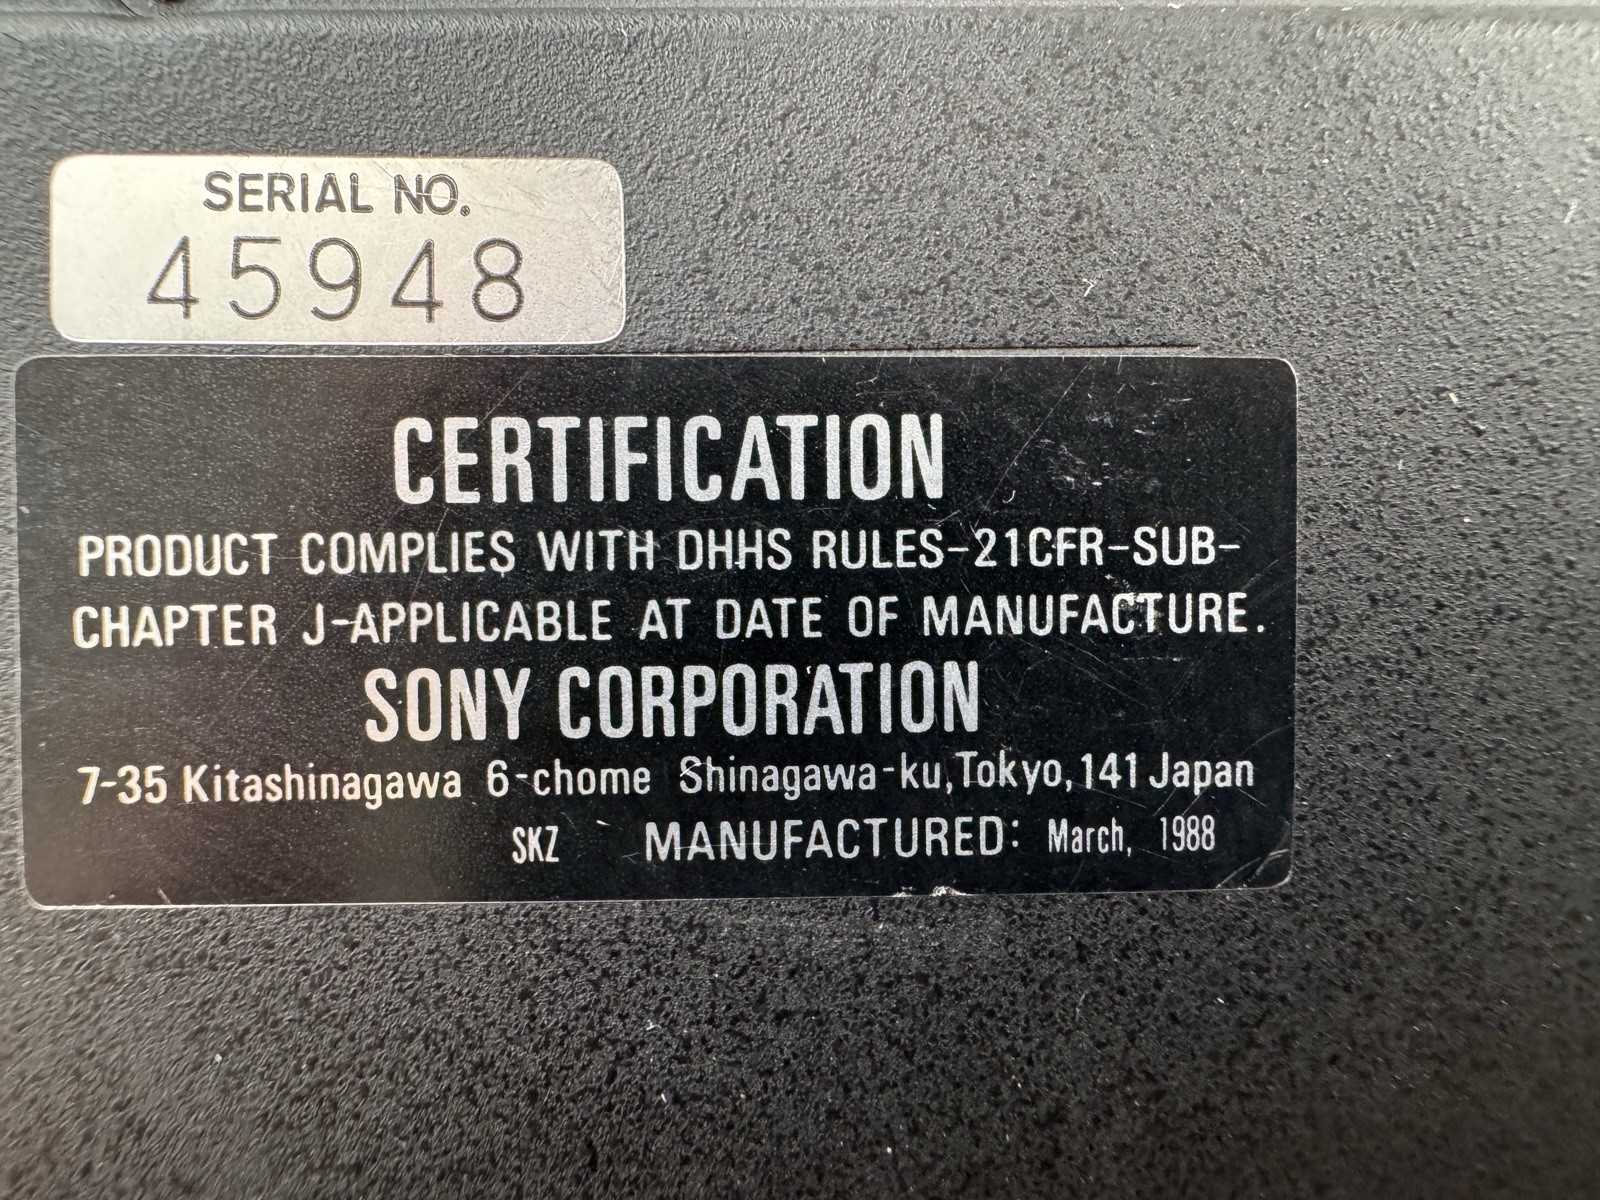 SERIAL NO.
45948
CERTIFICATION
PRODUCT COMPLIES WITH DHHS RULES-21CFR-SUB-
CHAPTER J-APPLICABLE AT DATE OF MANUFACTURE.
SONY CORPORATION
7-35 Kitashinagawa 6-chome Shinagawa-ku, Tokyo, 141 Japan
SKZ MANUFACTURED: March, 1988